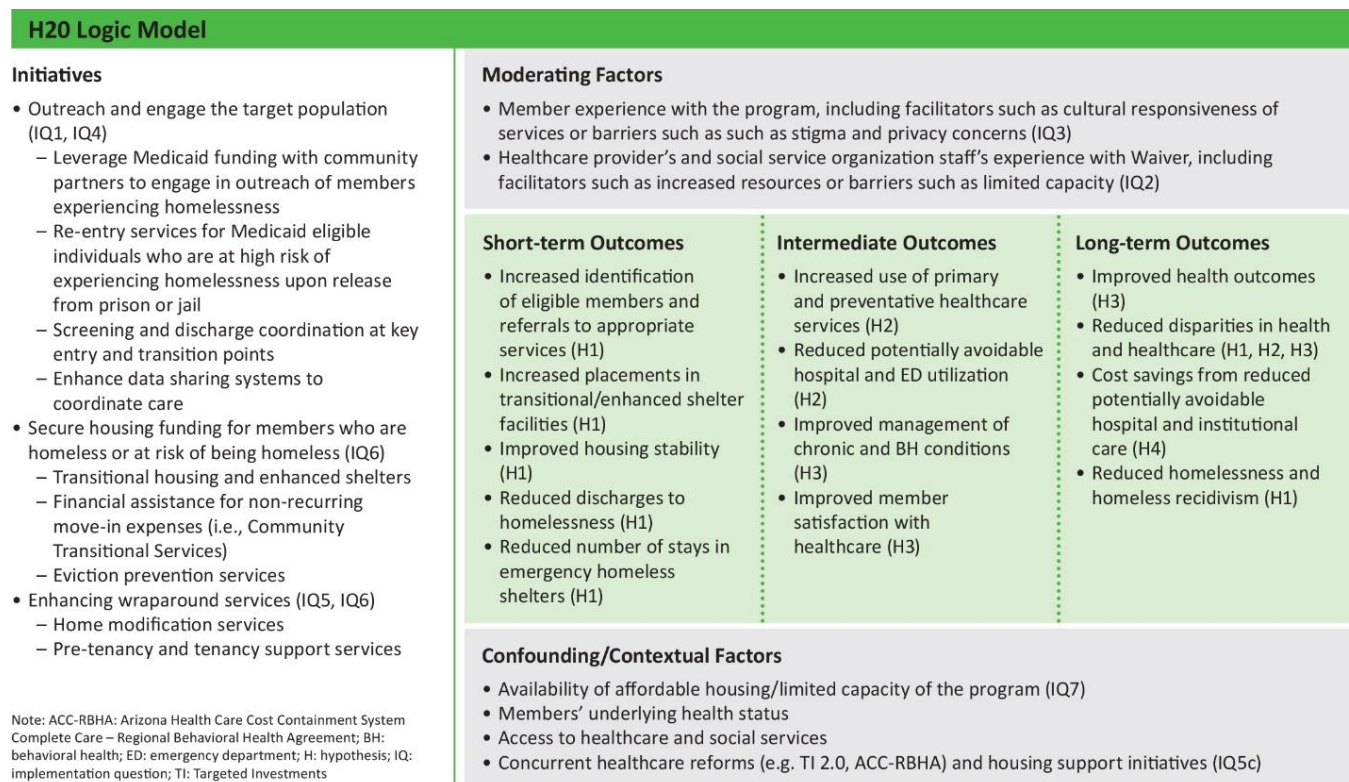 H20 Logic Model
Initiatives
• Outreach and engage the target population
(IQ1, IQ4)
– Leverage Medicaid funding with community
partners to engage in outreach of members
experiencing homelessness
– Re-entry services for Medicaid eligible
individuals who are at high risk of
experiencing homelessness upon release
from prison or jail
– Screening and discharge coordination at key
entry and transition points
– Enhance data sharing systems to
coordinate care
• Secure housing funding for members who are
homeless or at risk of being homeless (IQ6)
– Transitional housing and enhanced shelters
– Financial assistance for non-recurring
move-in expenses (i.e., Community
Transitional Services)
– Eviction prevention services
• Enhancing wraparound services (IQ5, IQ6)
– Home modification services
– Pre-tenancy and tenancy support services
Note: ACC-RBHA: Arizona Health Care Cost Containment System
Complete Care – Regional Behavioral Health Agreement; BH:
behavioral health; ED: emergency department; H: hypothesis; IQ:
implementation question; TI: Targeted Investments
Moderating Factors
• Member experience with the program, including facilitators such as cultural responsiveness of
services or barriers such as such as stigma and privacy concerns (IQ3)
• Healthcare provider’s and social service organization staff’s experience with Waiver, including
facilitators such as increased resources or barriers such as limited capacity (IQ2)
Short-term Outcomes
• Increased identification
of eligible members and
referrals to appropriate
services (H1)
• Increased placements in
transitional/enhanced shelter
facilities (H1)
• Improved housing stability
(H1)
• Reduced discharges to
homelessness (H1)
• Reduced number of stays in
emergency homeless
shelters (H1)
Intermediate Outcomes
• Increased use of primary
and preventative healthcare
services (H2)
• Reduced potentially avoidable
hospital and ED utilization
(H2)
• Improved management of
chronic and BH conditions
(H3)
• Improved member
satisfaction with
healthcare (H3)
Long-term Outcomes
• Improved health outcomes
(H3)
• Reduced disparities in health
and healthcare (H1, H2, H3)
• Cost savings from reduced
potentially avoidable
hospital and institutional
care (H4)
• Reduced homelessness and
homeless recidivism (H1)
Confounding/Contextual Factors
• Availability of affordable housing/limited capacity of the program (IQ7)
• Members’ underlying health status
• Access to healthcare and social services
• Concurrent healthcare reforms (e.g. TI 2.0, ACC-RBHA) and housing support initiatives (IQ5c)